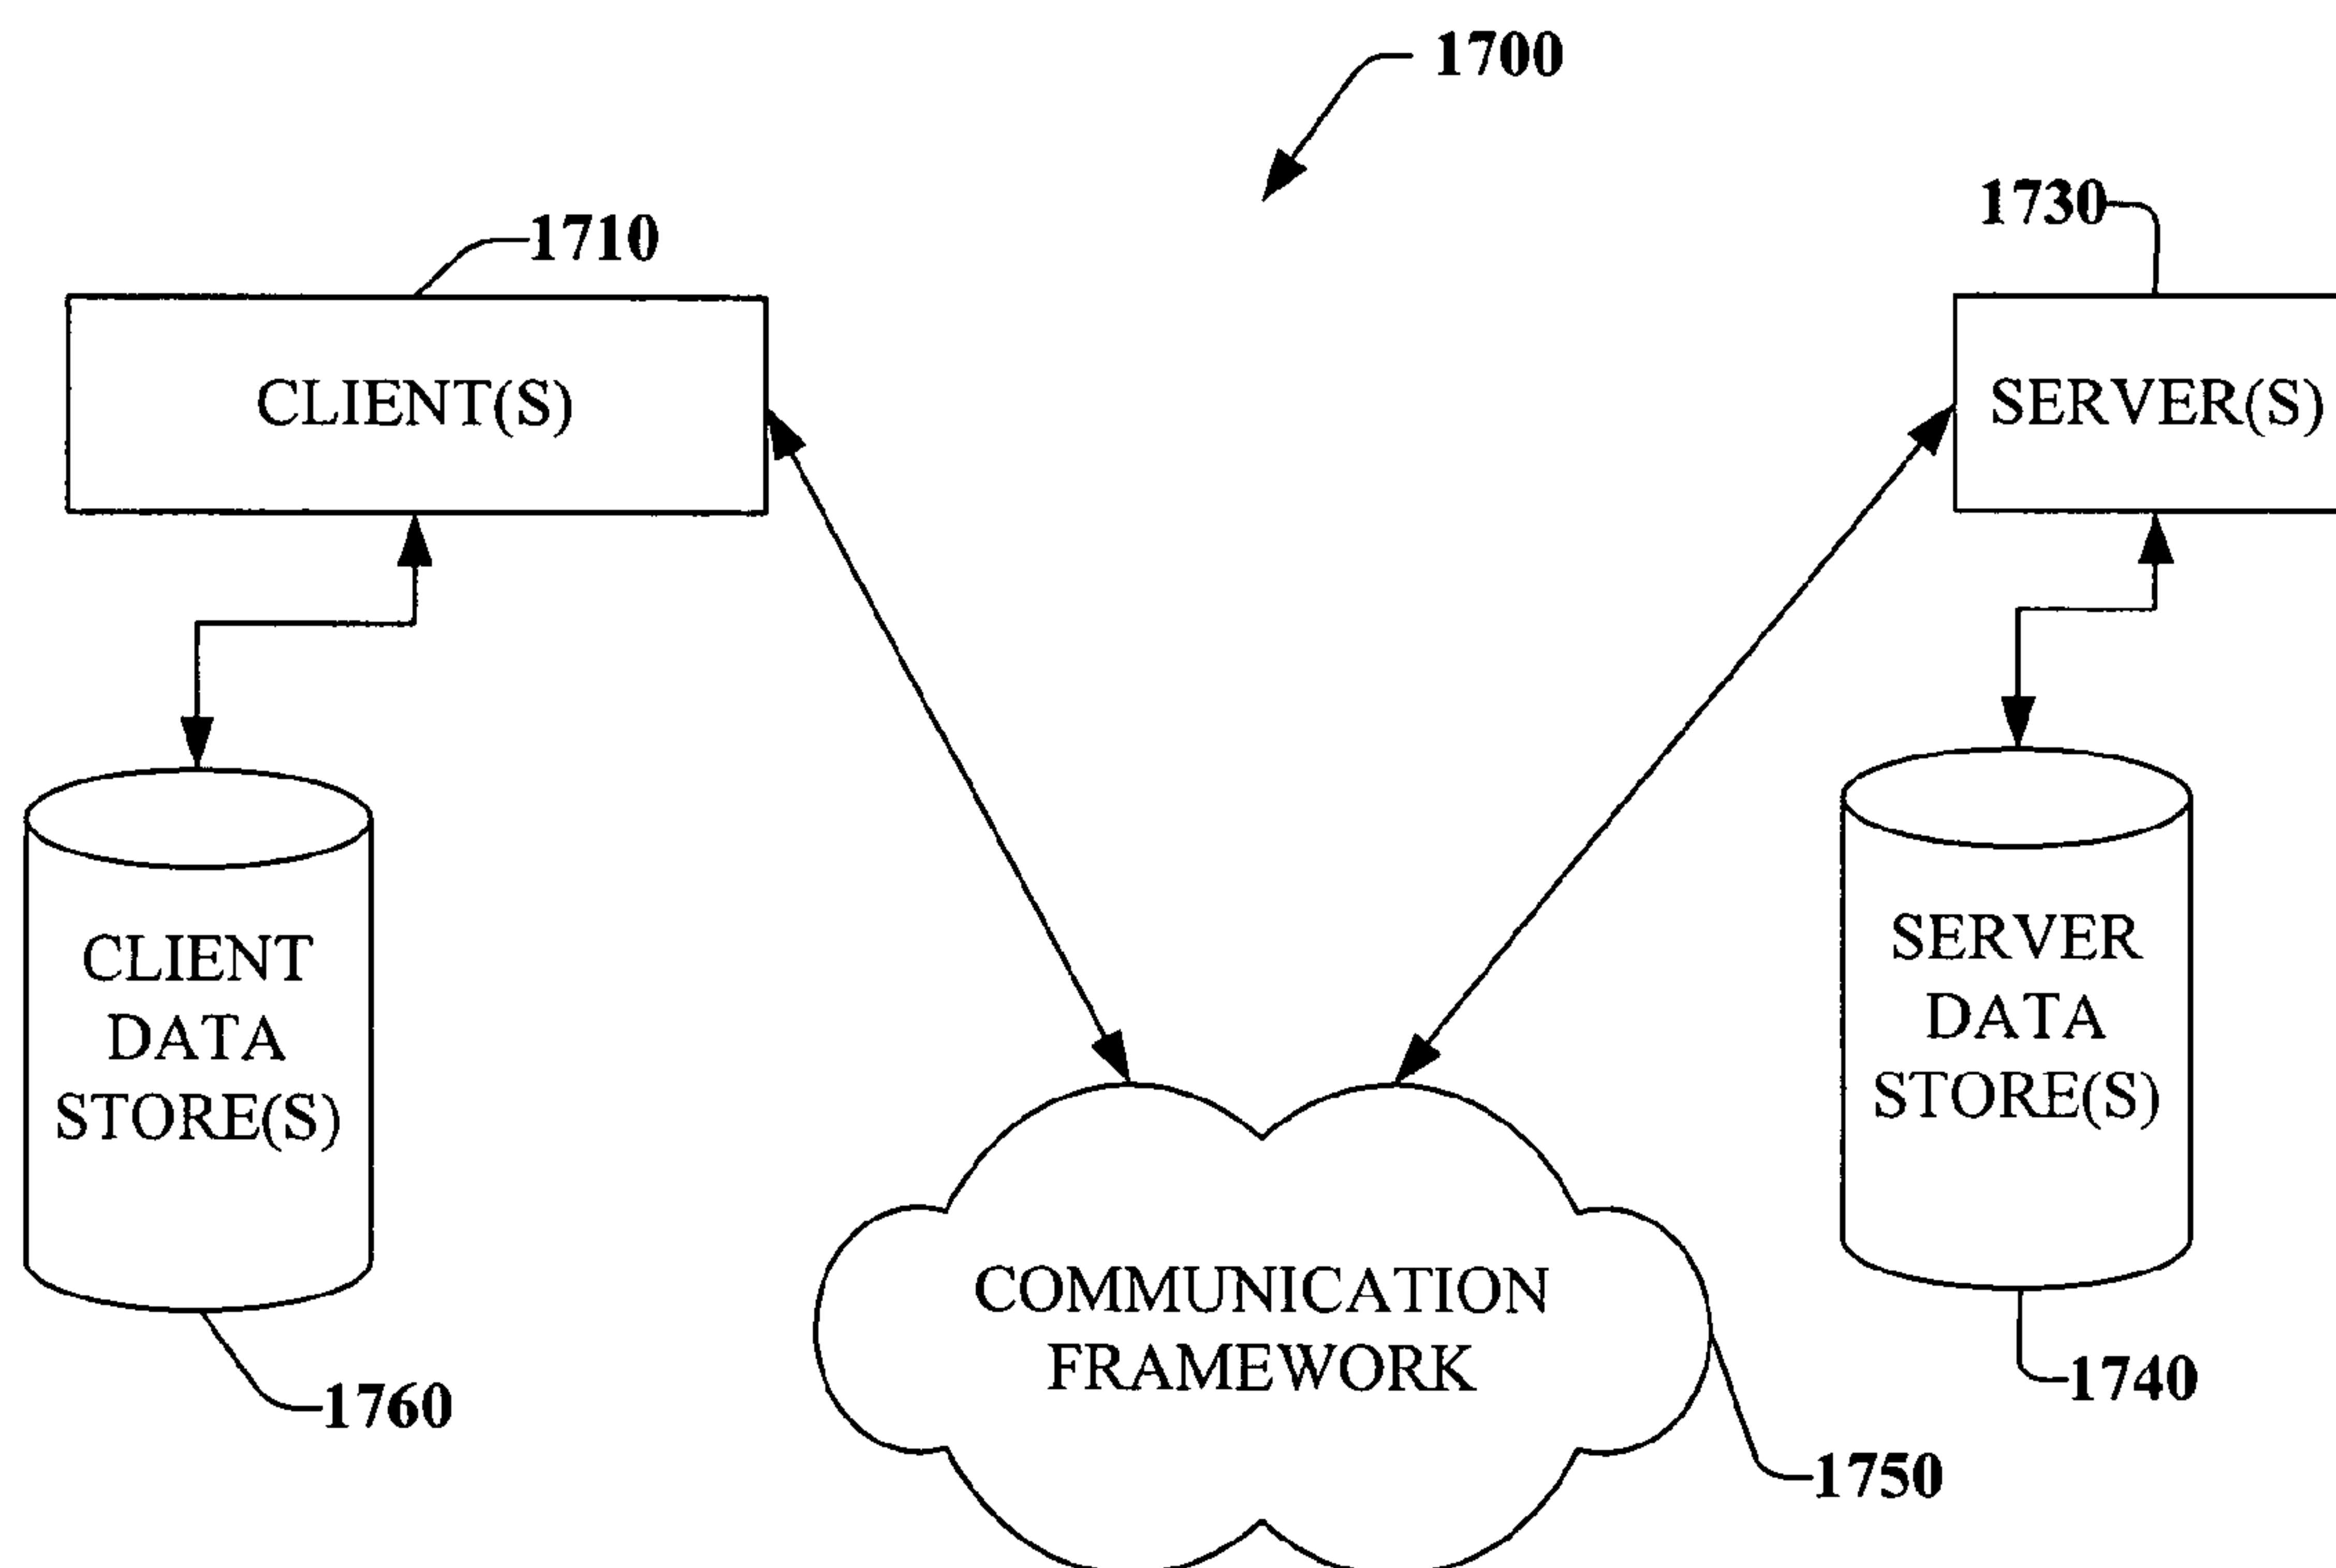 1700
1710
1730
CLIENT(S)
SERVER(S)
CLIENT
DATA
STORE(S)
SERVER
DATA
STORE(S)
COMMUNICATION
FRAMEWORK
1760
1740
1750